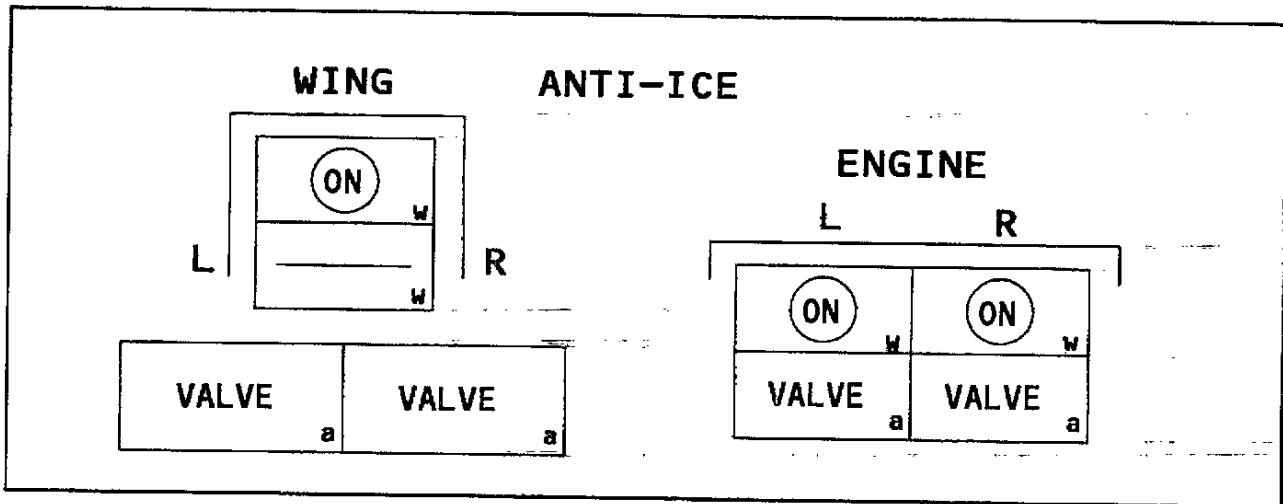 WING ANTI-ICE
ON
W
L R
W
VALVE a VALVE a
ENGINE
L R
ON W ON W
VALVE a VALVE a